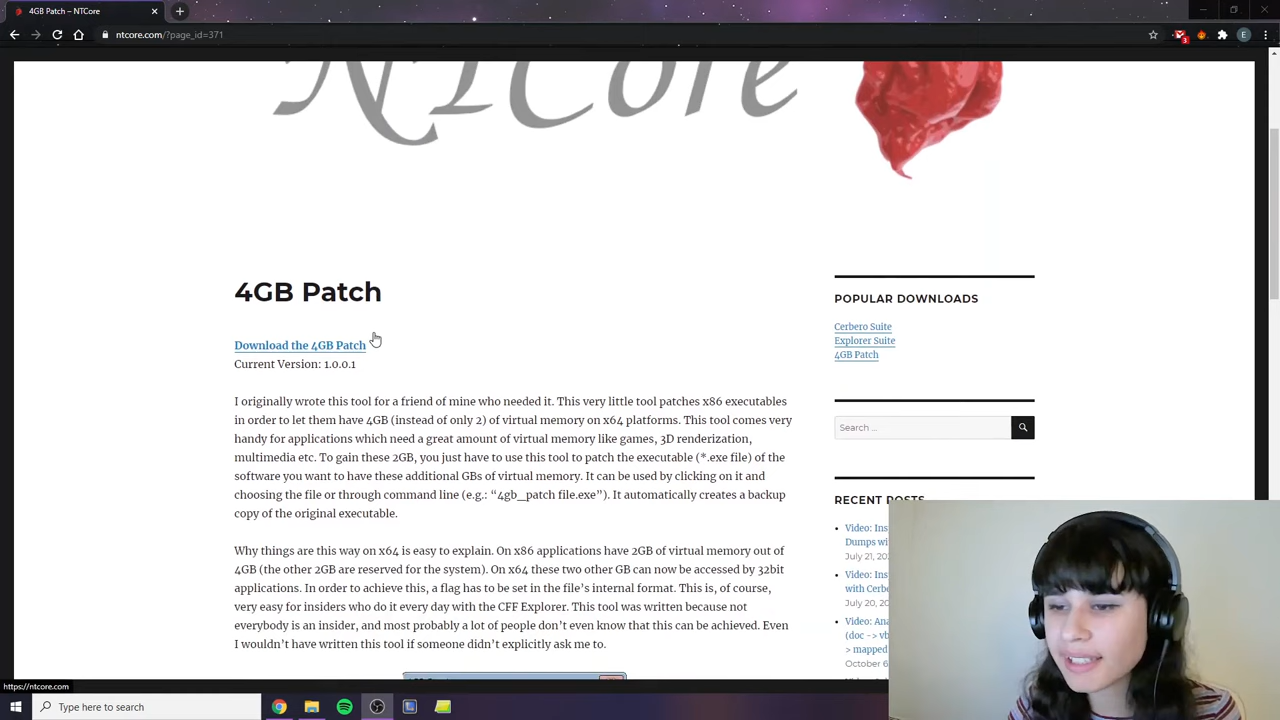 4GB Patch — NTCore
ntcore.com/?page_id=371
E
3
NTCore
4GB Patch
Download the 4GB Patch
Current Version: 1.0.0.1
I originally wrote this tool for a friend of mine who needed it. This very little tool patches x86 executables
in order to let them have 4GB (instead of only 2) of virtual memory on x64 platforms. This tool comes very
handy for applications which need a great amount of virtual memory like games, 3D renderization,
multimedia etc. To gain these 2GB, you just have to use this tool to patch the executable (*.exe file) of the
software you want to have these additional GBs of virtual memory. It can be used by clicking on it and
choosing the file or through command line (e.g.: “4gb_patch file.exe”). It automatically creates a backup
copy of the original executable.
Why things are this way on x64 is easy to explain. On x86 applications have 2GB of virtual memory out of
4GB (the other 2GB are reserved for the system). On x64 these two other GB can now be accessed by 32bit
applications. In order to achieve this, a flag has to be set in the file’s internal format. This is, of course,
very easy for insiders who do it every day with the CFF Explorer. This tool was written because not
everybody is an insider, and most probably a lot of people don’t even know that this can be achieved. Even
I wouldn’t have written this tool if someone didn’t explicitly ask me to.
POPULAR DOWNLOADS
Cerbero Suite
Explorer Suite
4GB Patch
Search …
RECENT POSTS
Video: Ins
Dumps wi
July 21, 20
Video: Ins
with Cerbe
July 20, 20
Video: Ana
(doc -> vb
> mapped
October 6
https://ntcore.com
Type here to search